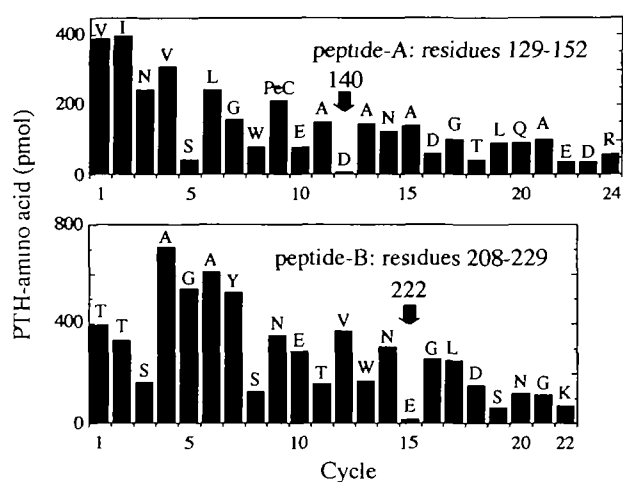 PTH-amino acid (pmol)
400
200
0
peptide-A: residues 129-152
140
V I N V S L G W PeC E A D A N A D G T L Q A E D R
1 5 10 15 20 24
800
400
0
peptide-B: residues 208-229
222
T T S A G A Y S N E T V W N E G L D S N G K
1 5 10 15 20 22
Cycle